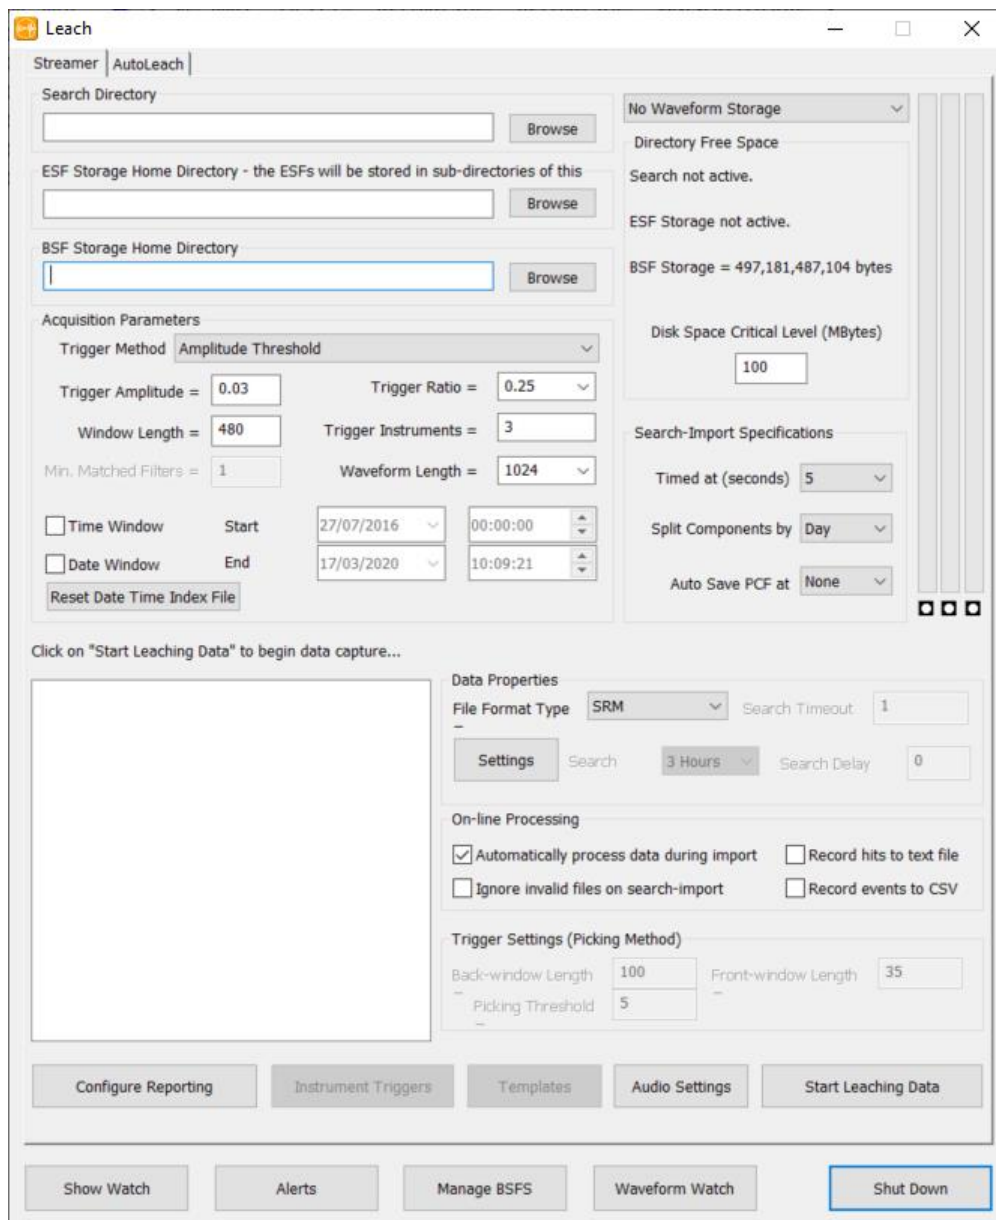 Leach
Streamer AutoLeach
Search Directory
Browse
No Waveform Storage
Directory Free Space
Search not active.
ESF Storage Home Directory - the ESFs will be stored in sub-directories of this
Browse
ESF Storage not active.
BSF Storage Home Directory
Browse
BSF Storage = 497,181,487,104 bytes
Disk Space Critical Level (MBytes)
100
Acquisition Parameters
Trigger Method Amplitude Threshold
Trigger Amplitude = 0.03 Trigger Ratio = 0.25
Window Length = 480 Trigger Instruments = 3
Min. Matched Filters = 1 Waveform Length = 1024
Time Window Start 27/07/2016 00:00:00
Date Window End 17/03/2020 10:09:21
Reset Date Time Index File
Search-Import Specifications
Timed at (seconds) 5
Split Components by Day
Auto Save PCF at None
Click on "Start Leaching Data" to begin data capture...
Data Properties
File Format Type SRM Search Timeout 1
Settings Search 3 Hours Search Delay 0
On-line Processing
Automatically process data during import Record hits to text file
Ignore invalid files on search-import Record events to CSV
Trigger Settings (Picking Method)
Back-window Length 100 Front-window Length 35
Picking Threshold 5
Configure Reporting Instrument Triggers Templates Audio Settings Start Leaching Data
Show Watch Alerts Manage BSFS Waveform Watch Shut Down